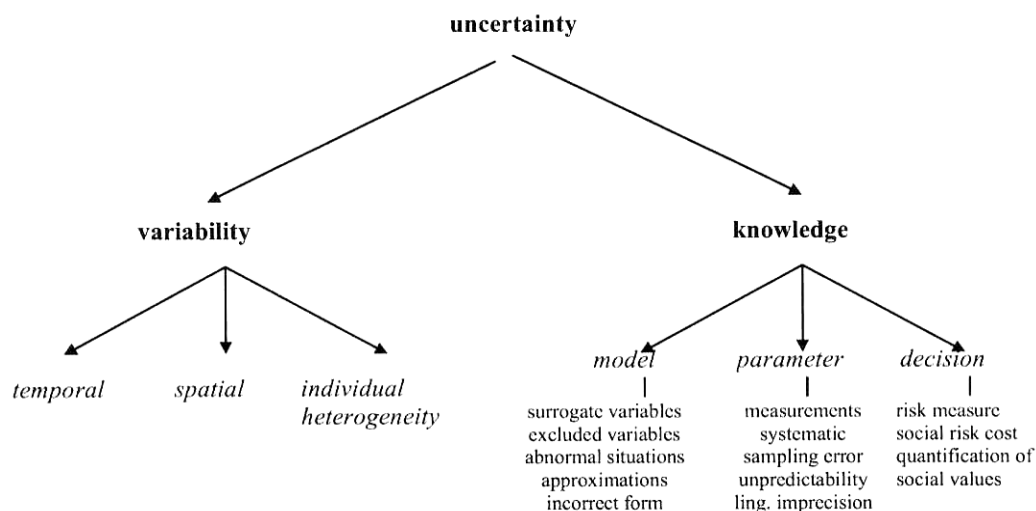 uncertainty
variability
knowledge
temporal
spatial
individual
heterogeneity
model
parameter
decision
surrogate variables
excluded variables
abnormal situations
approximations
incorrect form
measurements
systematic
sampling error
unpredictability
ling. imprecision
risk measure
social risk cost
quantification of
social values